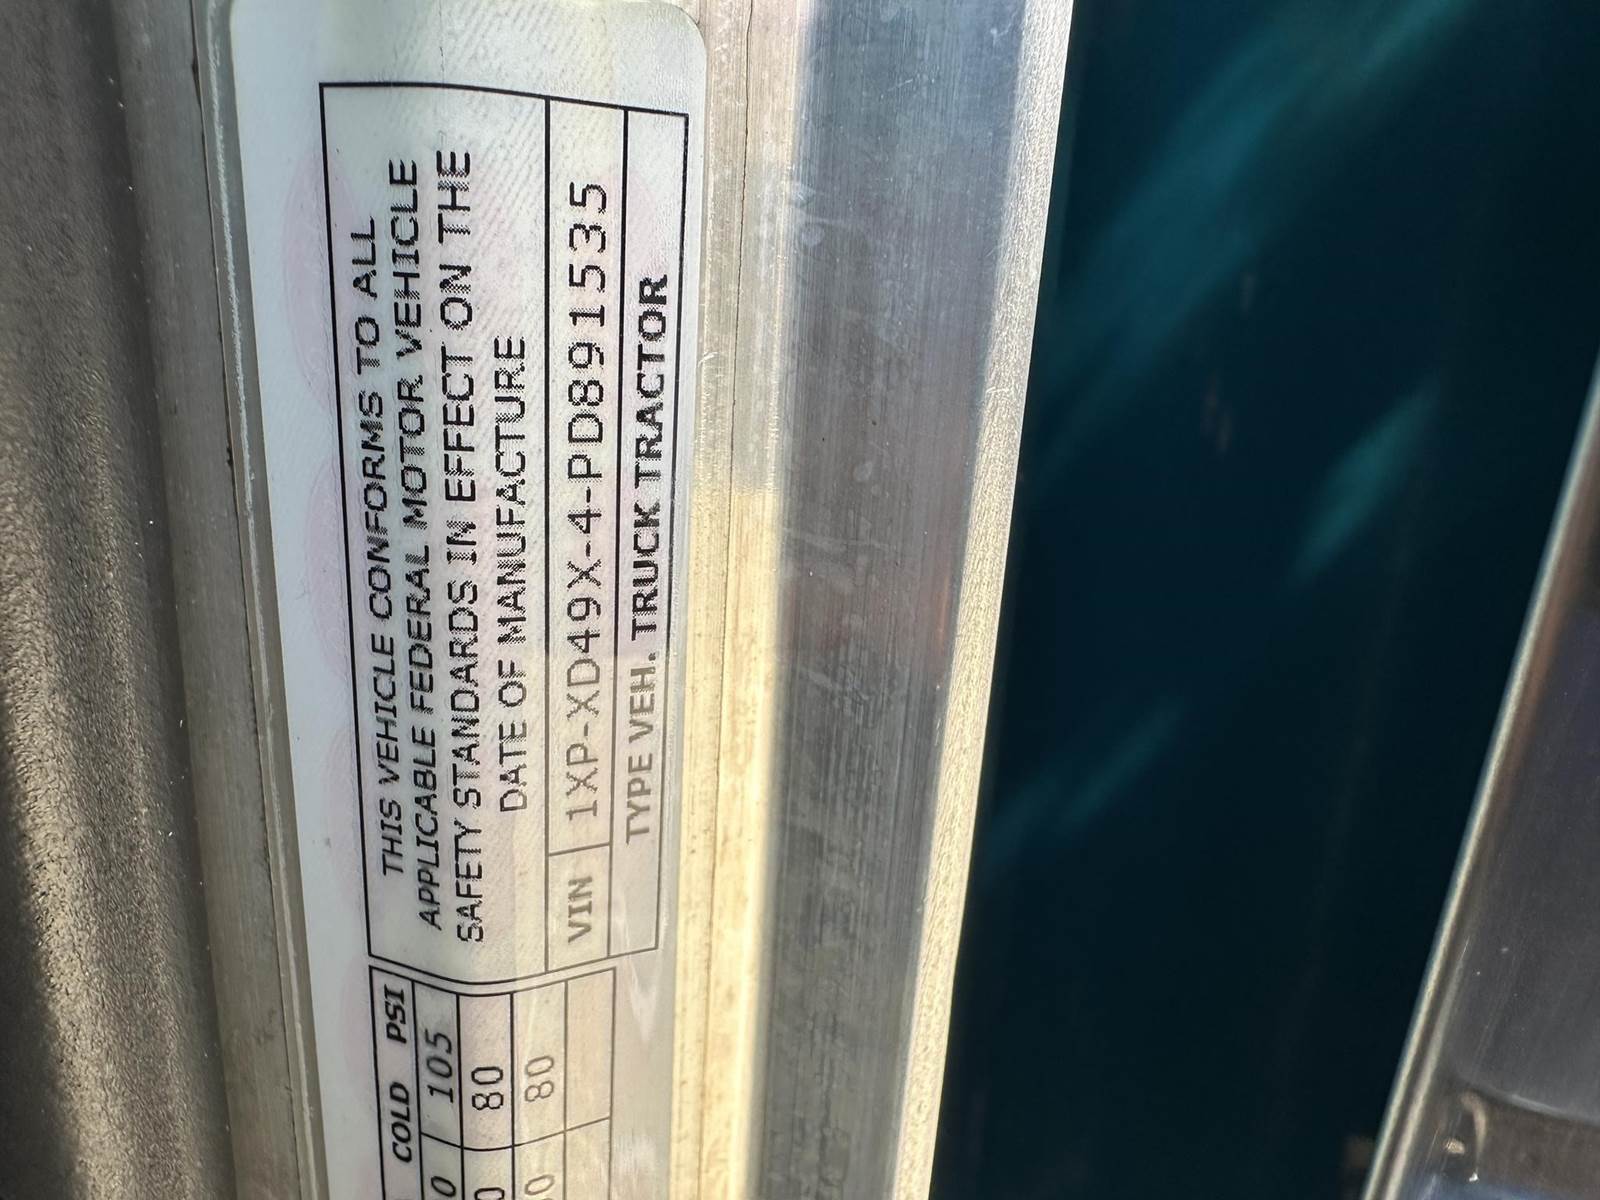 THIS VEHICLE CONFORMS TO ALL
APPLICABLE FEDERAL MOTOR VEHICLE
SAFETY STANDARDS IN EFFECT ON THE
DATE OF MANUFACTURE
VIN 1XP-XD49X-4-PD891535
TYPE VEH. TRUCK TRACTOR
COLD PSI
105
80
80